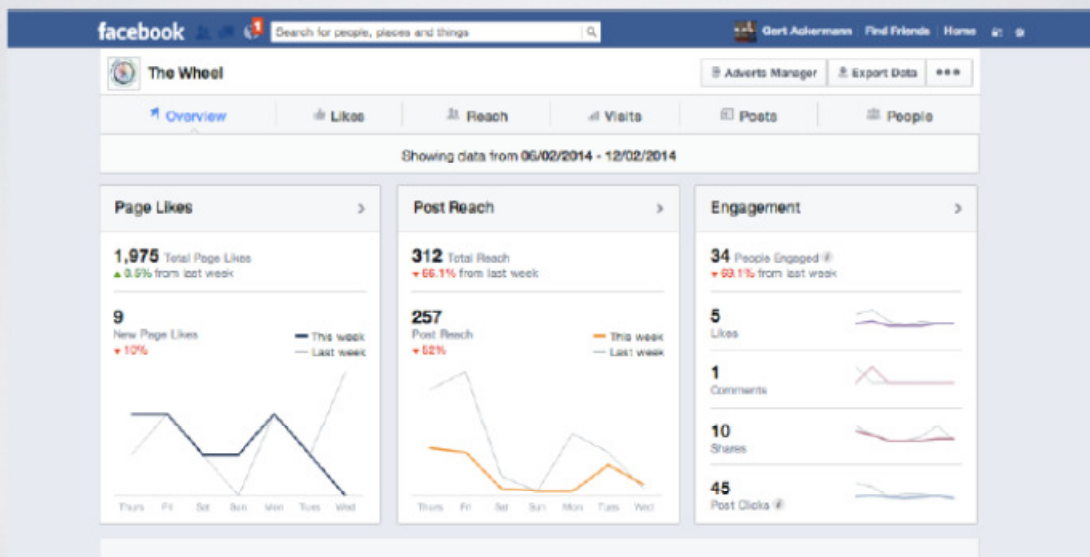 facebook
1
Search for people, places and things
Gert Ackermann
Find Friends
Home
The Wheel
Adverts Manager
Export Data
Overview
Likes
Reach
Visits
Posts
People
Showing data from 06/02/2014 - 12/02/2014
Page Likes
1,975 Total Page Likes
from last week
9
New Page Likes
10%
This week
Last week
Thurs Fri Sat Sun Mon Tues Wed
Post Reach
312 Total Reach
66.1% from last week
257
Post Reach
52%
This week
Last week
Thurs Fri Sat Sun Mon Tues Wed
Engagement
34 People Engaged
69.1% from last week
5
Likes
1
Comments
10
Shares
45
Post Clicks